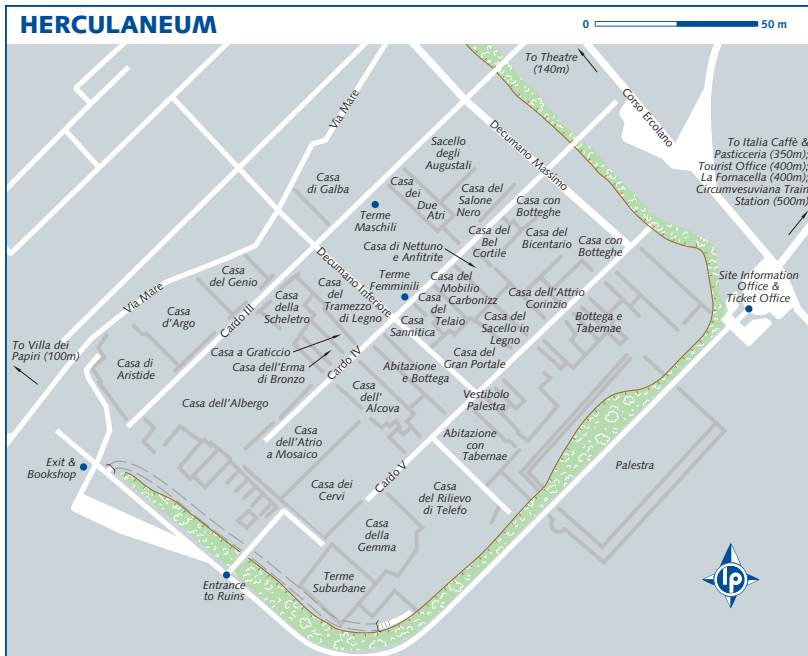 HERCULANEUM
0
50 m
To Theatre
(140m)
Corso Ercolano
To Italia Caffè &
Pasticceria (350m);
Tourist Office (400m);
La Fornacella (400m);
Circumvesuviana Train
Station (500m)
Via Mare
Decumano Massimo
Sacello
degli
Augustali
Casa
di Galba
Casa
dei
Due
Atri
Casa del
Salone
Nero
Casa con
Botteghe
Terme
Maschili
Casa del
Bel
Cortile
Casa del
Bicentario
Casa con
Botteghe
Casa di Nettuno
e Anfitrite
Decumano Inferiore
Casa
del Genio
Terme
Femminili
Casa del
Mobilio
Carbonizz
Site Information
Office &
Ticket Office
Via Mare
Casa
d'Argo
Cardo III
Casa
della
Scheletro
Casa
del
Tramezzo
di Legno
Casa
Sannitica
Casa
del
Telaio
Casa dell'Attrio
Corinzio
Casa del
Sacello in
Legno
Bottega e
Tabernae
To Villa dei
Papiri (100m)
Casa di
Aristide
Casa a Graticcio
Casa dell'Erma
di Bronzo
Cardo IV
Casa del
Gran Portale
Abitazione
e Bottega
Casa dell'Albergo
Casa
dell'
Alcova
Vestibolo
Palestra
Casa
dell'Atrio
a Mosaico
Abitazione
con
Tabernae
Exit &
Bookshop
Palestra
Casa dei
Cervi
Cardo V
Casa
del Rilievo
di Telefo
Casa
della
Gemma
Entrance
to Ruins
Terme
Suburbane
lp